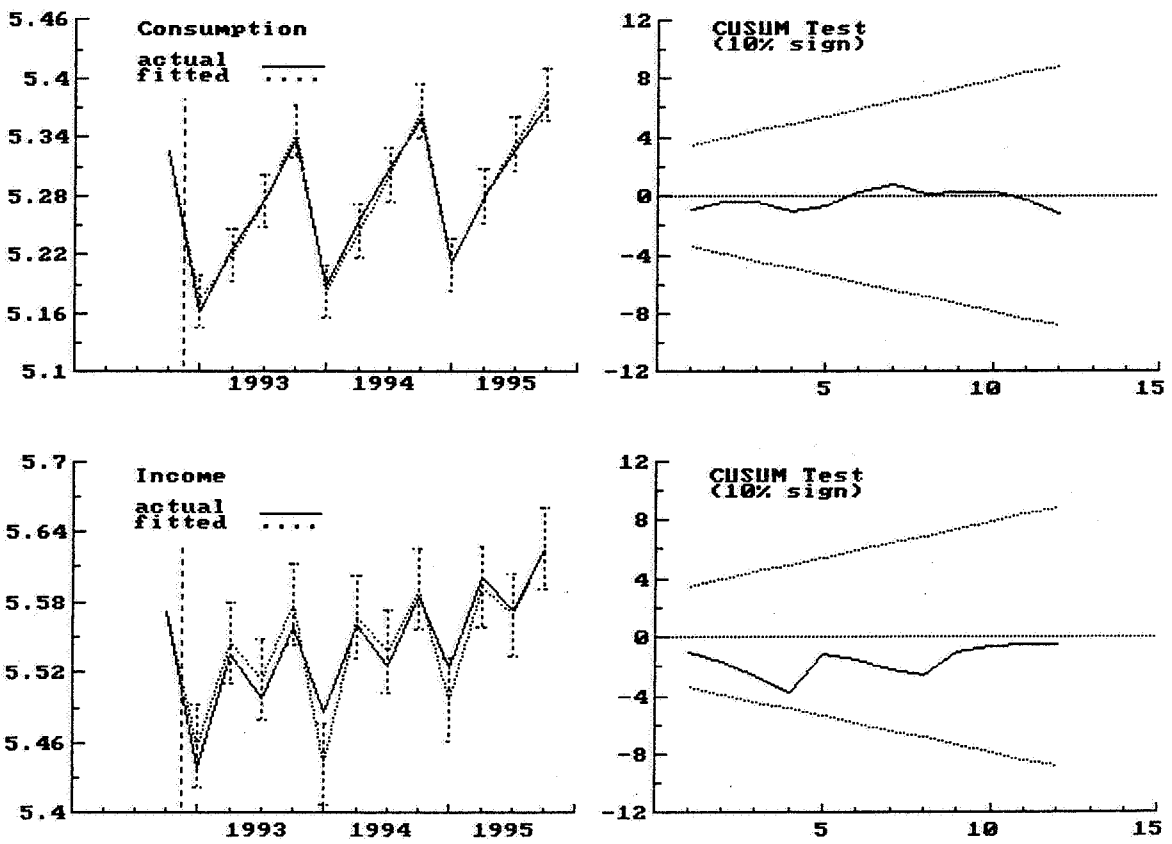 Consumption
actual
fitted
5.46
5.4
5.34
5.28
5.22
5.16
5.1
1993 1994 1995
CUSUM Test
(10% sign)
12
8
4
0
-4
-8
-12
5 10 15
Income
actual
fitted
5.7
5.64
5.58
5.52
5.46
5.4
1993 1994 1995
CUSUM Test
(10% sign)
12
8
4
0
-4
-8
-12
5 10 15